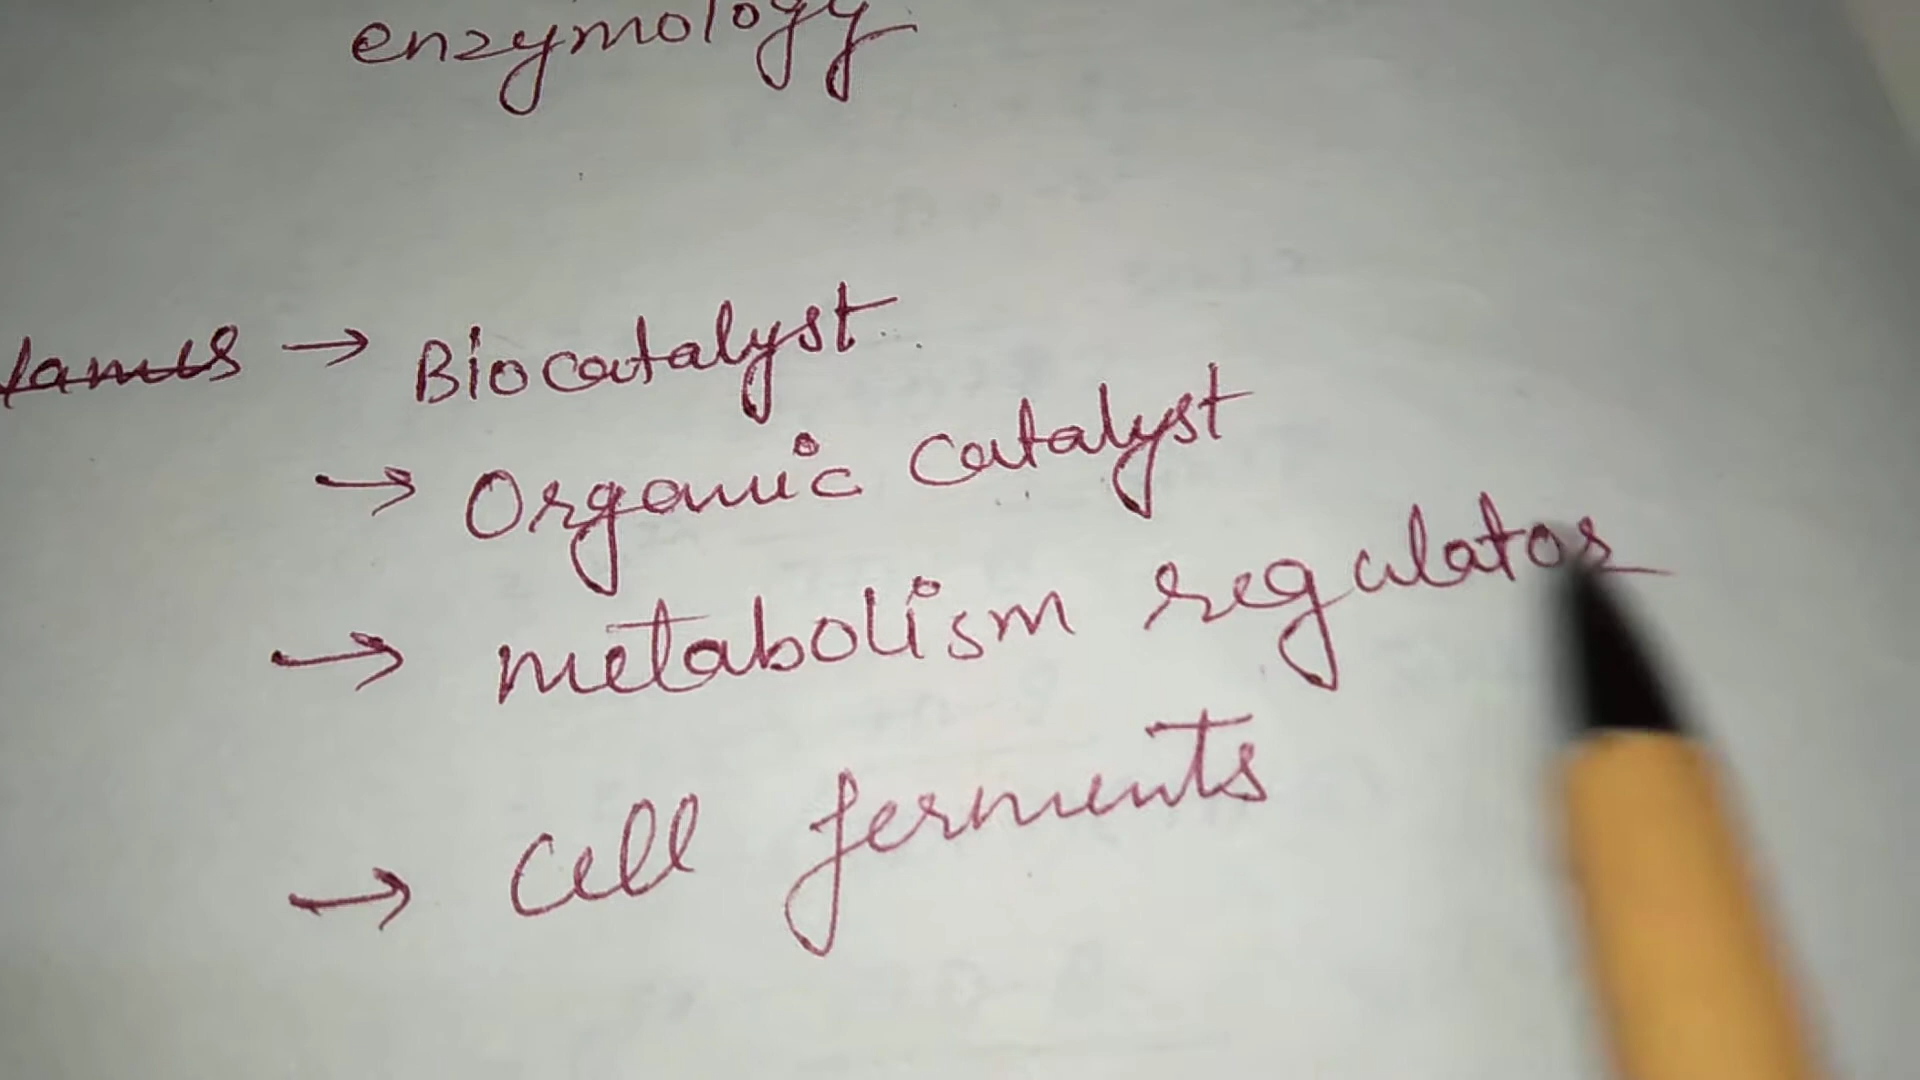 enzymology
→ Biocatalyst
→ Organic catalyst
→ metabolism regulator
→ Cell ferments